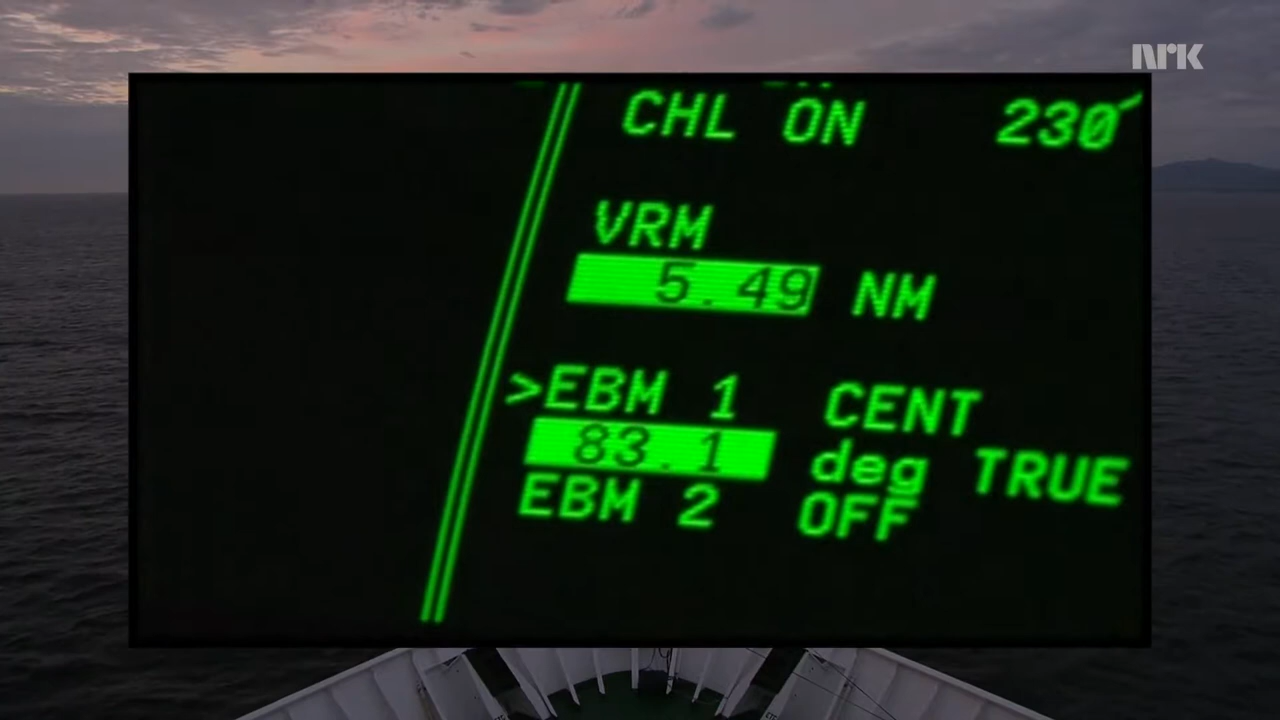 NRK
CHL ON 230
VRM
5.49 NM
>EBM 1 CENT
83.1 deg TRUE
EBM 2 OFF